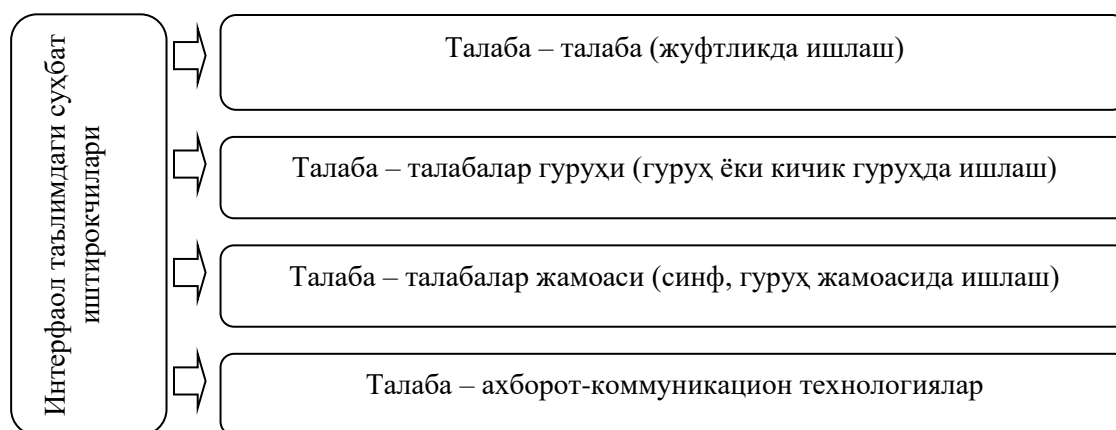 Интерфаол таълимдаги суҳбат
иштирокчилари
Талаба – талаба (жуфтликда ишлаш)
Талаба – талабалар гуруҳи (гуруҳ ёки кичик гуруҳда ишлаш)
Талаба – талабалар жамоаси (синф, гуруҳ жамоасида ишлаш)
Талаба – ахборот-коммуникацион технологиялар